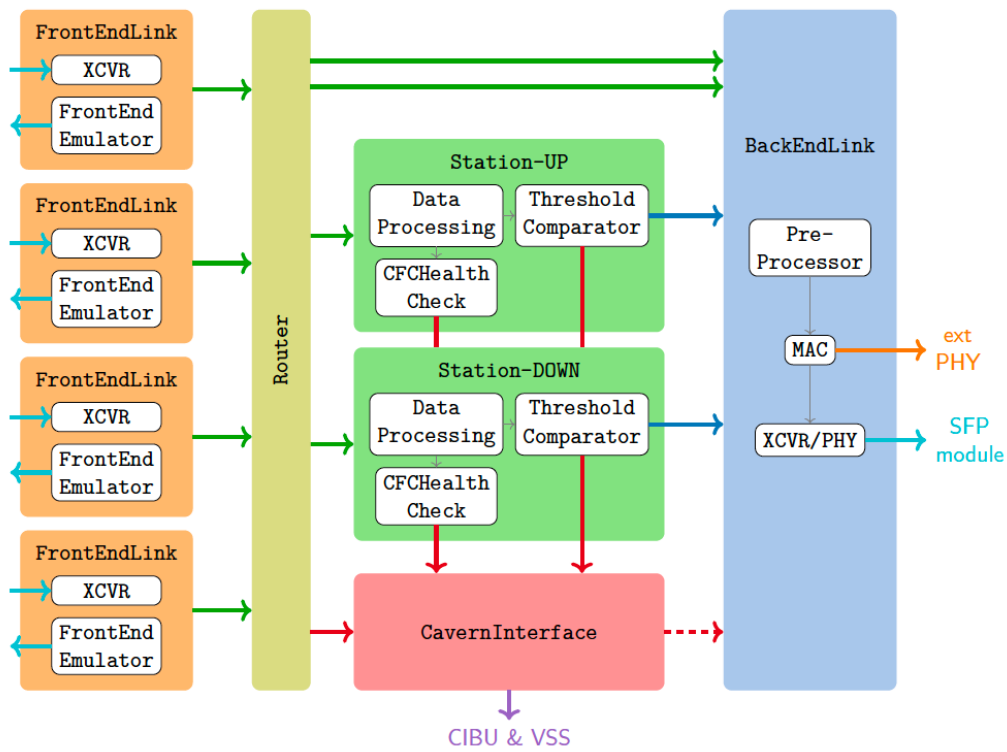 FrontEndLink
XCVR
FrontEnd
Emulator
FrontEndLink
XCVR
FrontEnd
Emulator
FrontEndLink
XCVR
FrontEnd
Emulator
FrontEndLink
XCVR
FrontEnd
Emulator
Router
Station-UP
Data
Processing
Threshold
Comparator
CFCHealth
Check
Station-DOWN
Data
Processing
Threshold
Comparator
CFCHealth
Check
CavernInterface
CIBU & VSS
BackEndLink
Pre-
Processor
MAC
XCVR/PHY
ext
PHY
SFP
module